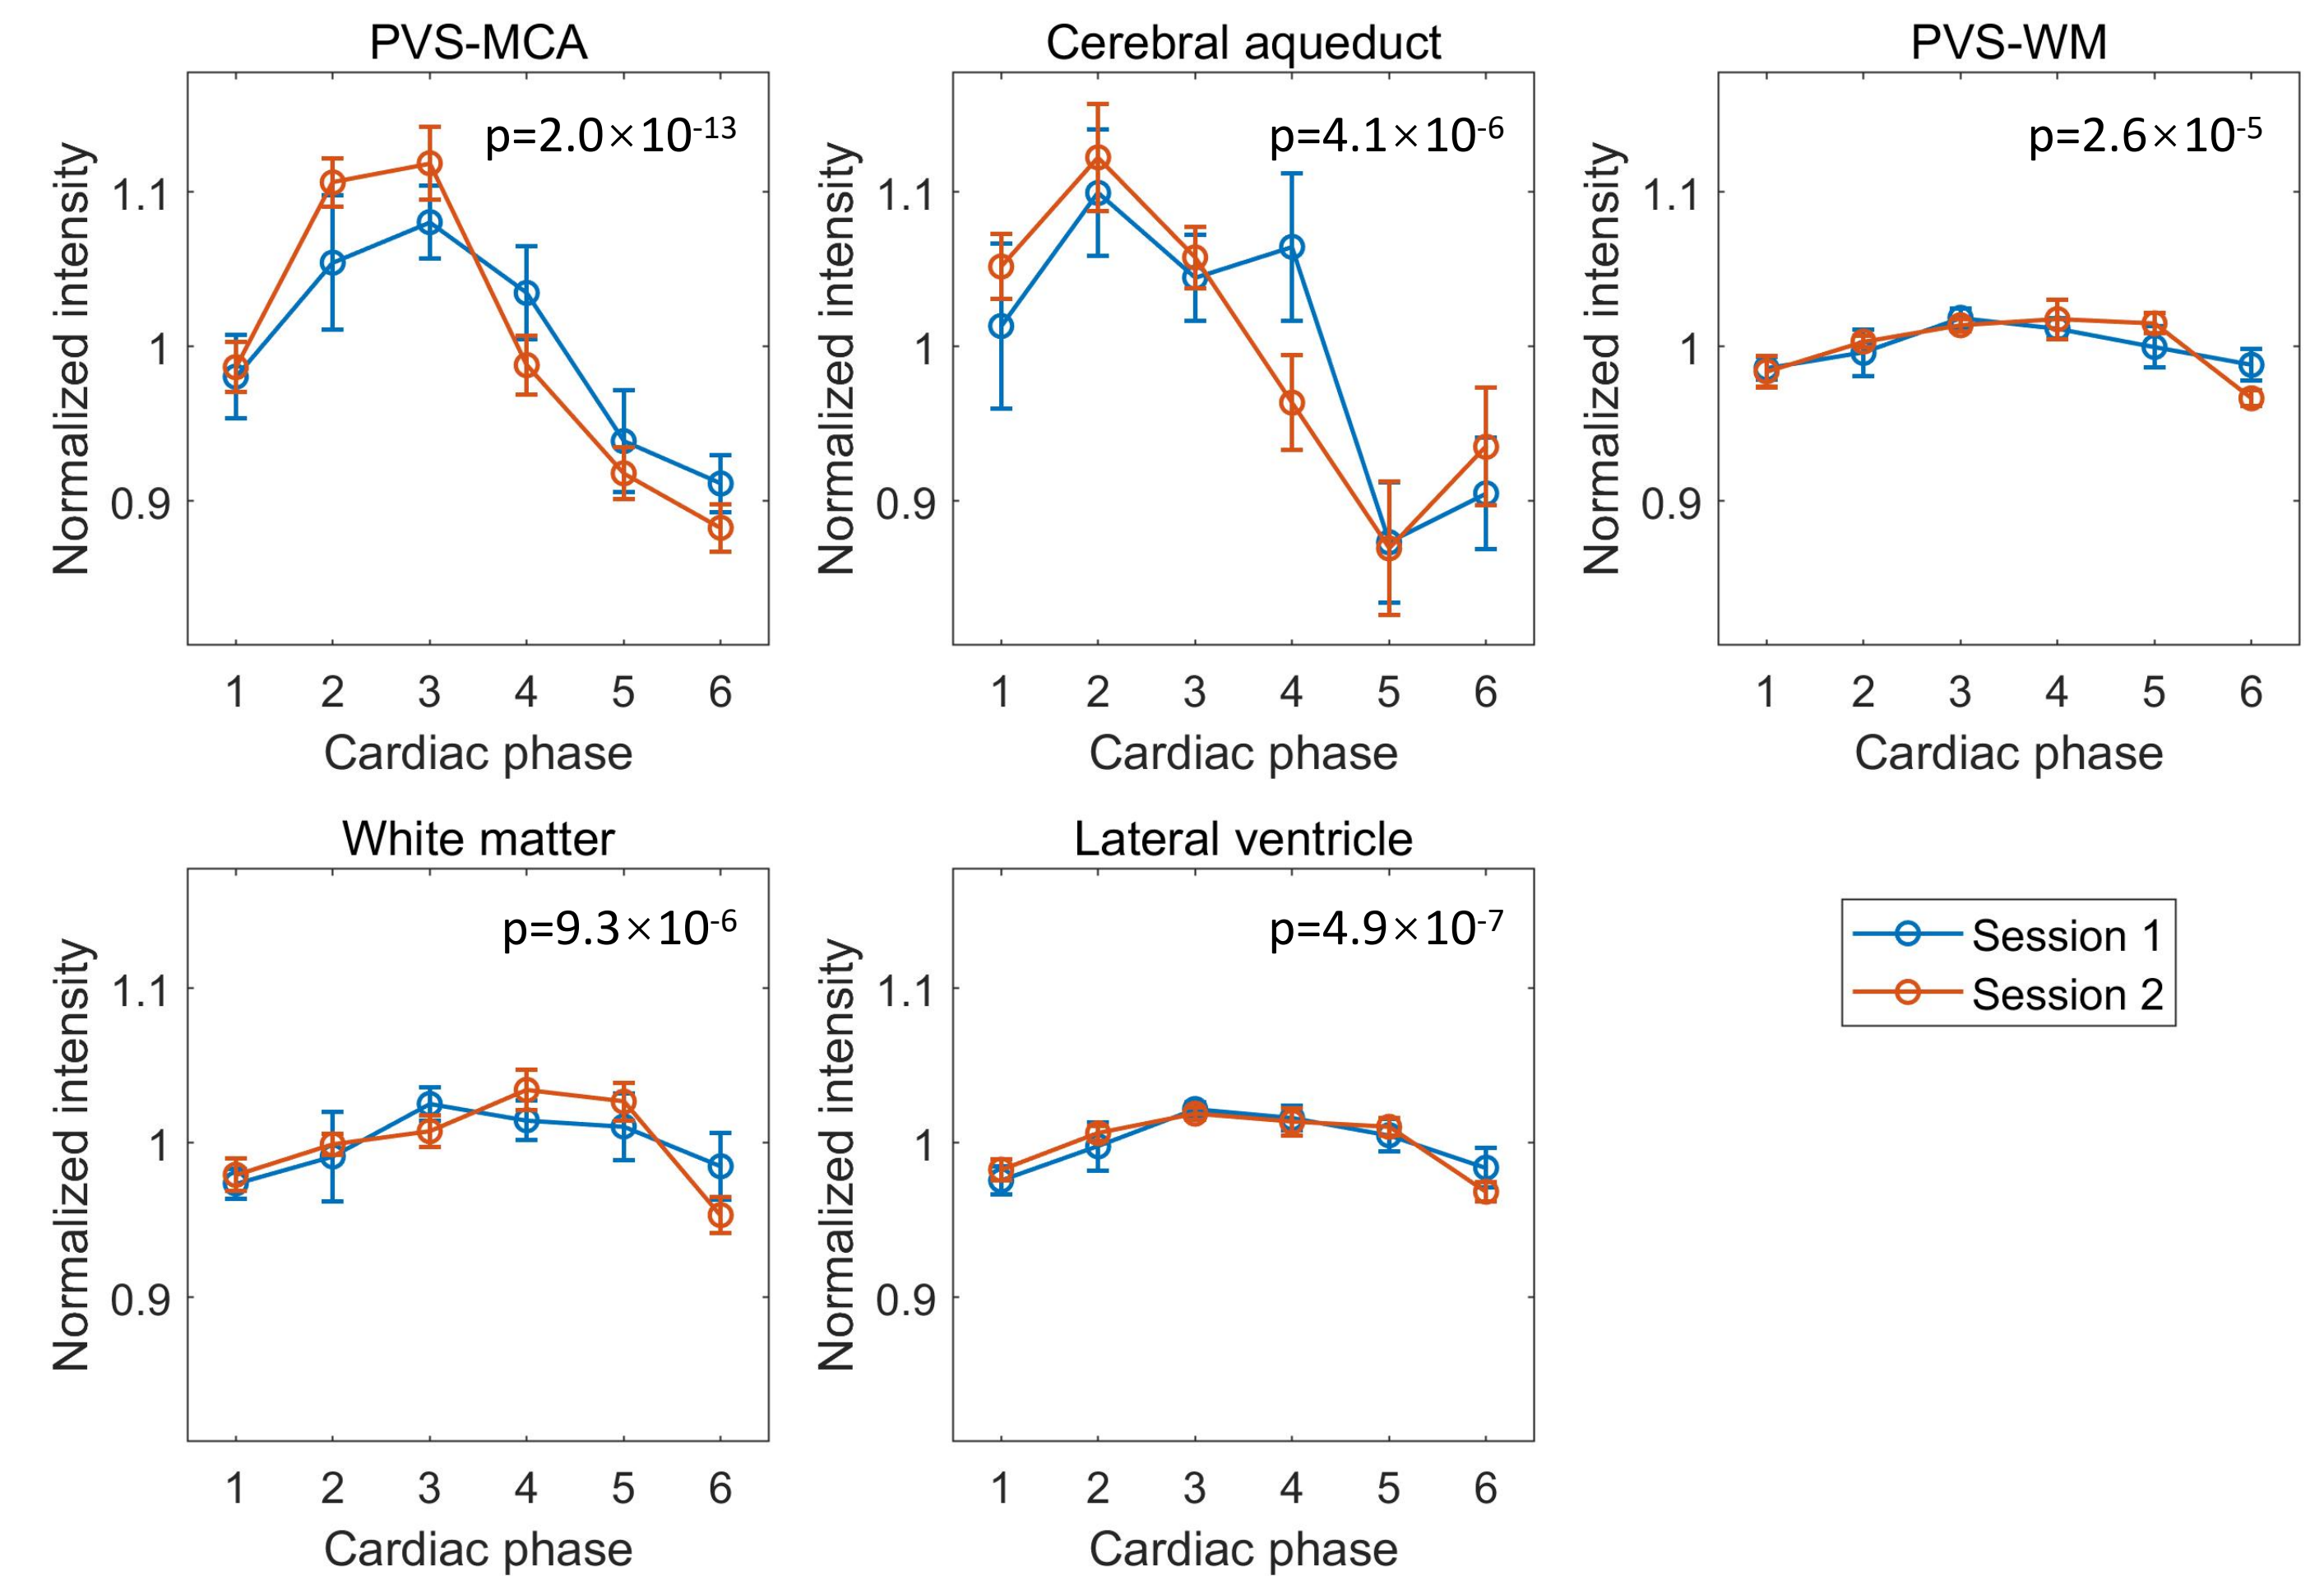 PVS-MCA
p=2.0×10-13
Normalized intensity
1.1
1
0.9
1 2 3 4 5 6
Cardiac phase
Cerebral aqueduct
p=4.1×10-6
Normalized intensity
1.1
1
0.9
1 2 3 4 5 6
Cardiac phase
PVS-WM
p=2.6×10-5
Normalized intensity
1.1
1
0.9
1 2 3 4 5 6
Cardiac phase
White matter
p=9.3×10-6
Normalized intensity
1.1
1
0.9
1 2 3 4 5 6
Cardiac phase
Lateral ventricle
p=4.9×10-7
Normalized intensity
1.1
1
0.9
1 2 3 4 5 6
Cardiac phase
Session 1
Session 2